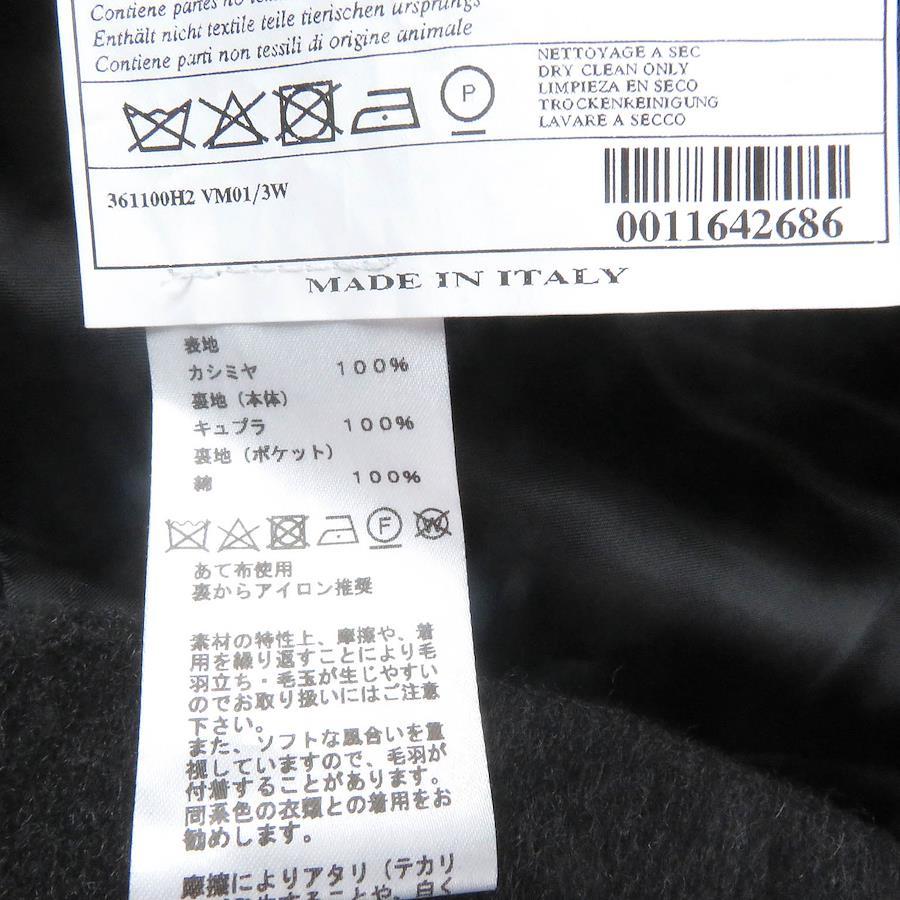 Contiene partes no
Enthält nicht textile teile tierischen ursprungs
Contiene parti non tessili di origine animale
P
NETTOYAGE A SEC
DRY CLEAN ONLY
LIMPIEZA EN SECO
TROCKENREINIGUNG
LAVARE A SECCO
361100H2 VM01/3W
0011642686
MADE IN ITALY
表地
カシミヤ 100%
裏地(本体)
キュプラ 100%
裏地(ポケット)
綿 100%
F W
あて布使用
裏からアイロン推奨
素材の特性上、摩擦や、着
用を繰り返すことにより毛
羽立ち・毛玉が生じやすい
のでお取り扱いにはご注意
下さい。
また、ソフトな風合いを重
視していますので、毛羽が
付着することがあります。
同系色の衣類との着用をお
勧めします。
摩擦によりアタリ(テカリ